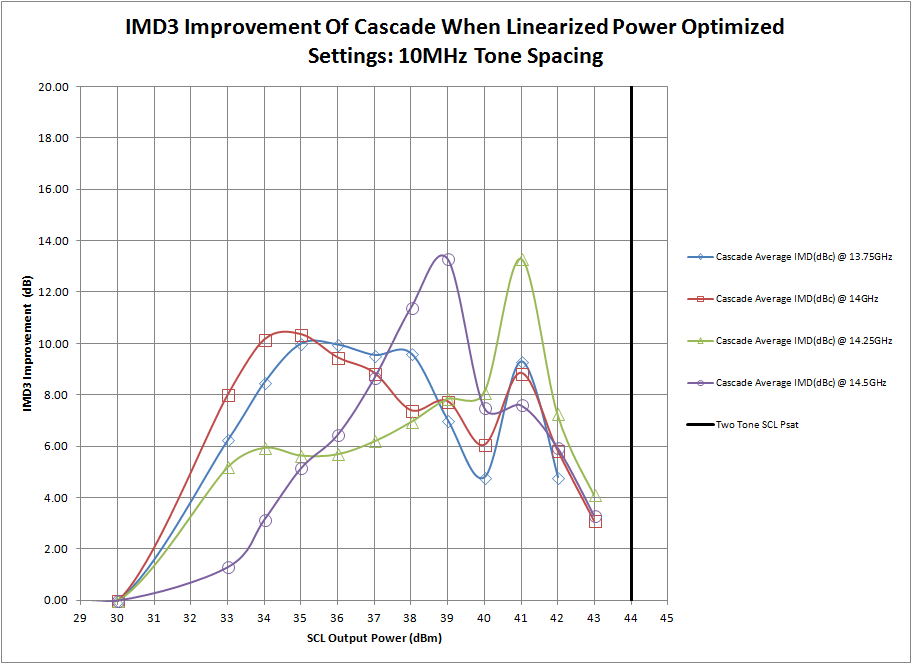 IMD3 Improvement Of Cascade When Linearized Power Optimized
Settings: 10MHz Tone Spacing
20.00
18.00
16.00
14.00
12.00
10.00
8.00
6.00
4.00
2.00
0.00
IMD3 Improvement (dB)
29 30 31 32 33 34 35 36 37 38 39 40 41 42 43 44 45
SCL Output Power (dBm)
Cascade Average IMD(dBc) @ 13.75GHz
Cascade Average IMD(dBc) @ 14GHz
Cascade Average IMD(dBc) @ 14.25GHz
Cascade Average IMD(dBc) @ 14.5GHz
Two Tone SCL Psat